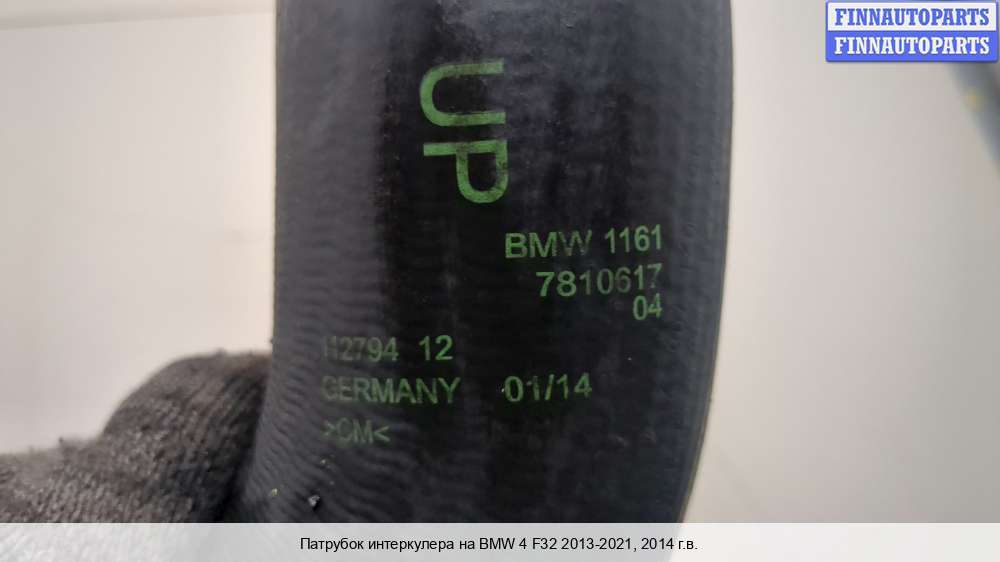 FINNAUTOPARTS
FINNAUTOPARTS
UP
BMW 1161
7810617
04
12
GERMANY 01/14
>CM<
Патрубок интеркулера на BMW 4 F32 2013-2021, 2014 г.в.